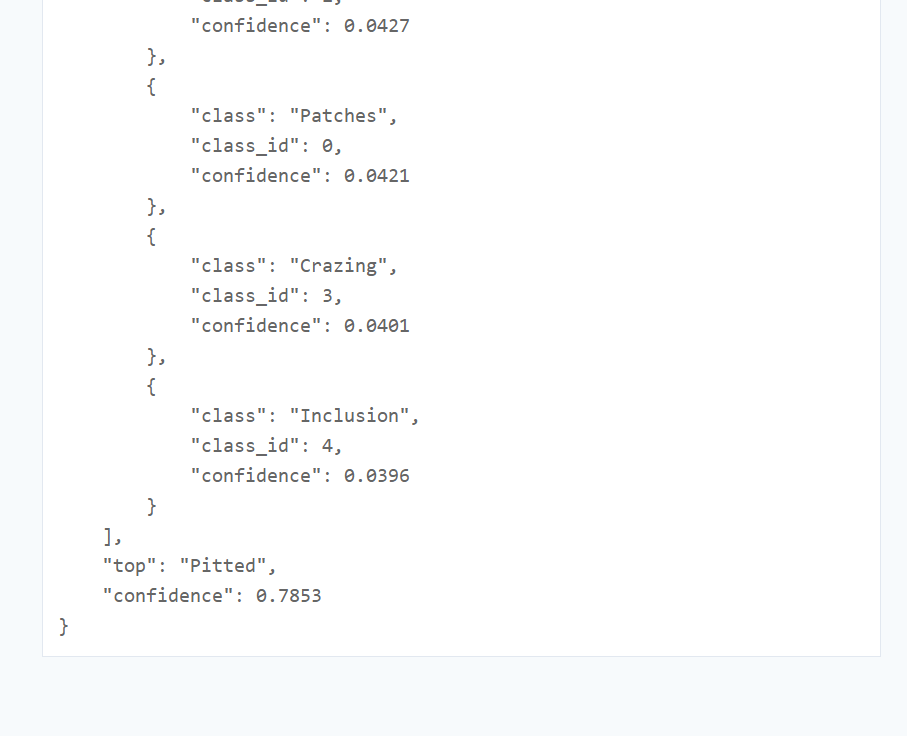 "confidence": 0.0427
},
{
"class": "Patches",
"class_id": 0,
"confidence": 0.0421
},
{
"class": "Crazing",
"class_id": 3,
"confidence": 0.0401
},
{
"class": "Inclusion",
"class_id": 4,
"confidence": 0.0396
}
],
"top": "Pitted",
"confidence": 0.7853
}